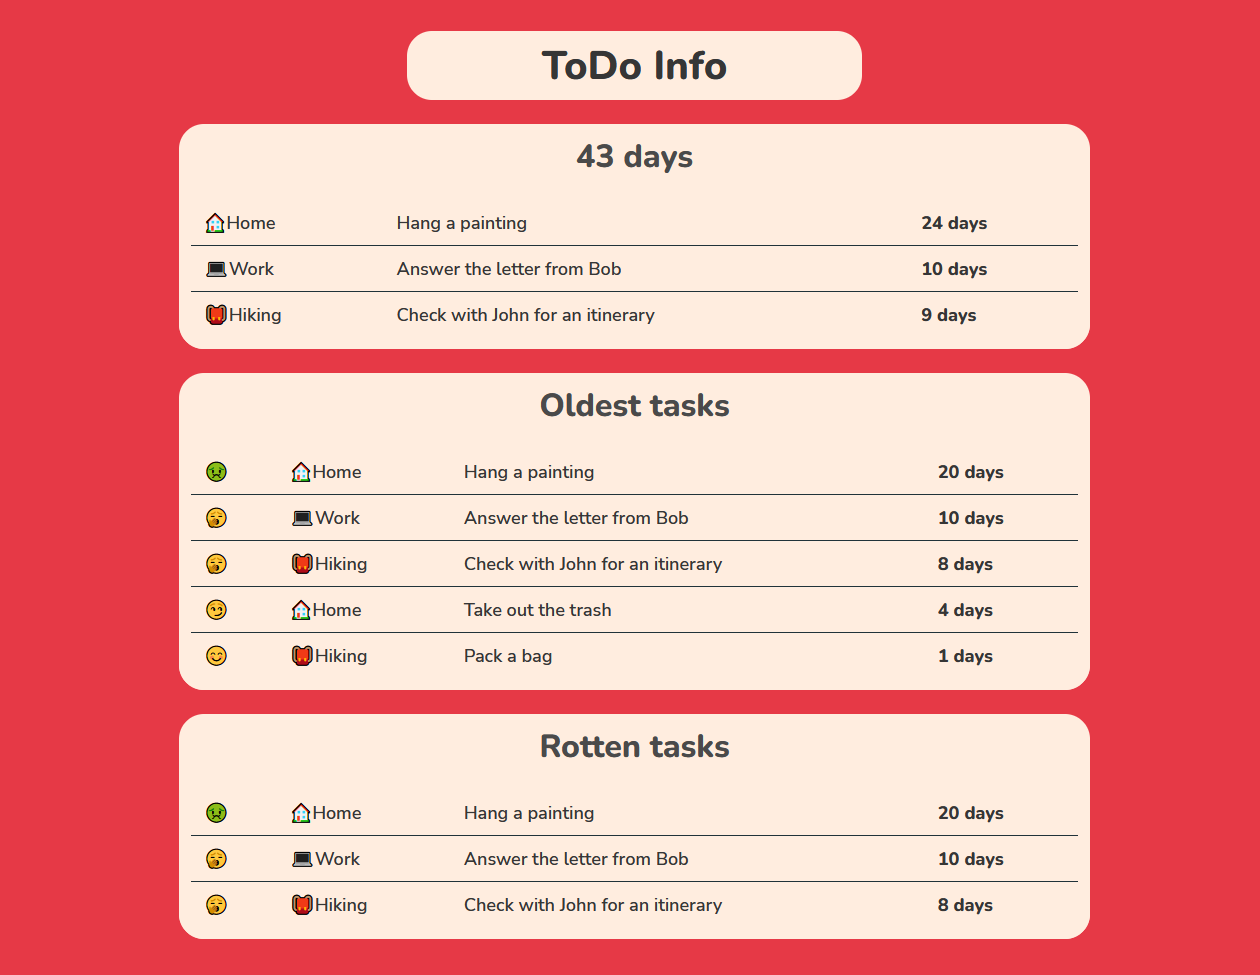 ToDo Info
43 days
Home Hang a painting 24 days
Work Answer the letter from Bob 10 days
Hiking Check with John for an itinerary 9 days
Oldest tasks
Home Hang a painting 20 days
Work Answer the letter from Bob 10 days
Hiking Check with John for an itinerary 8 days
Home Take out the trash 4 days
Hiking Pack a bag 1 days
Rotten tasks
Home Hang a painting 20 days
Work Answer the letter from Bob 10 days
Hiking Check with John for an itinerary 8 days